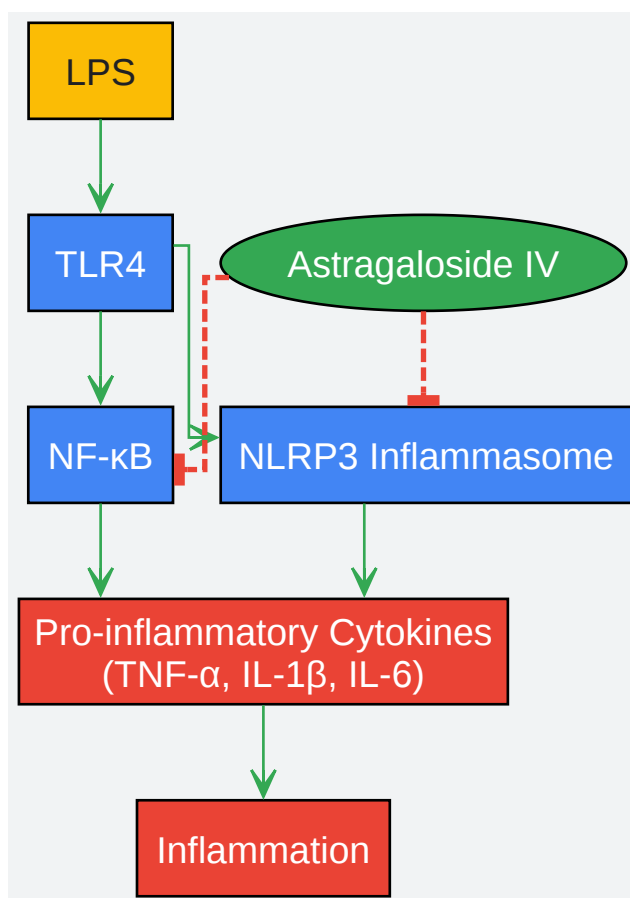 LPS
TLR4
Astragaloside IV
NF-κB
NLRP3 Inflammasome
Pro-inflammatory Cytokines
(TNF-α, IL-1β, IL-6)
Inflammation